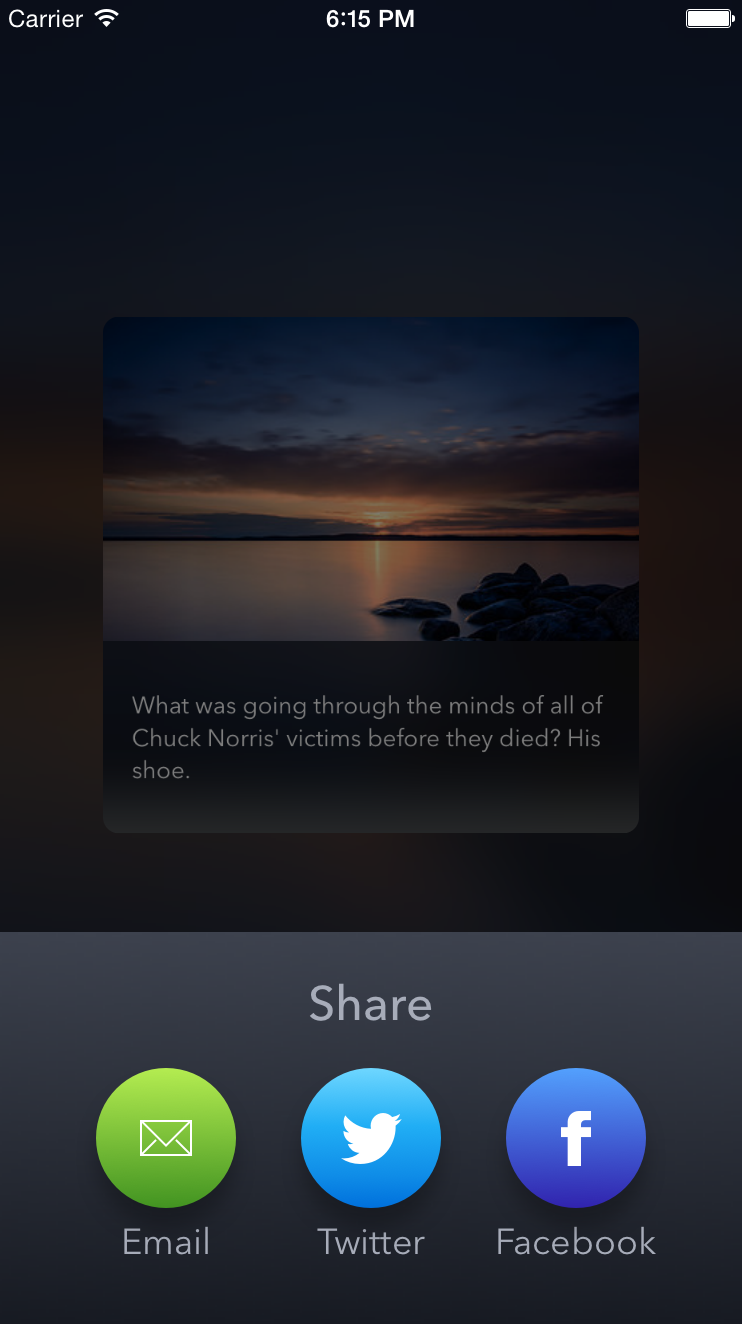 Carrier 6:15 PM
What was going through the minds of all of
Chuck Norris' victims before they died? His
shoe.
Share
Email Twitter Facebook